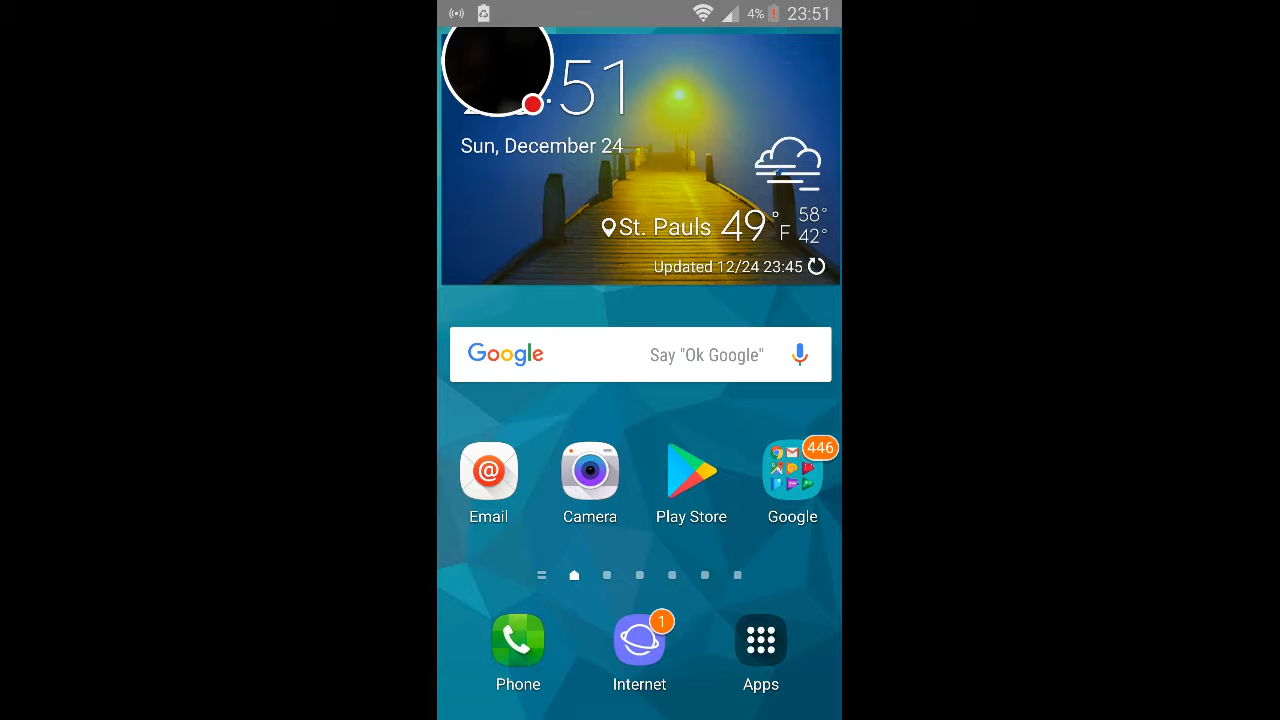 4% 23:51
51
Sun, December 24
St. Pauls 49°F 58° 42°
Updated 12/24 23:45
Google Say "Ok Google"
446
Email Camera Play Store Google
1
Phone Internet Apps